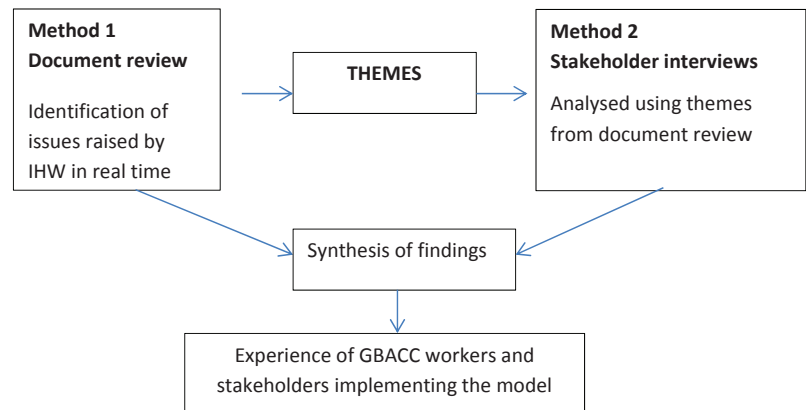 Method 1
Document review
Identification of
issues raised by
IHW in real time
THEMES
Method 2
Stakeholder interviews
Analysed using themes
from document review
Synthesis of findings
Experience of GBACC workers and
stakeholders implementing the model